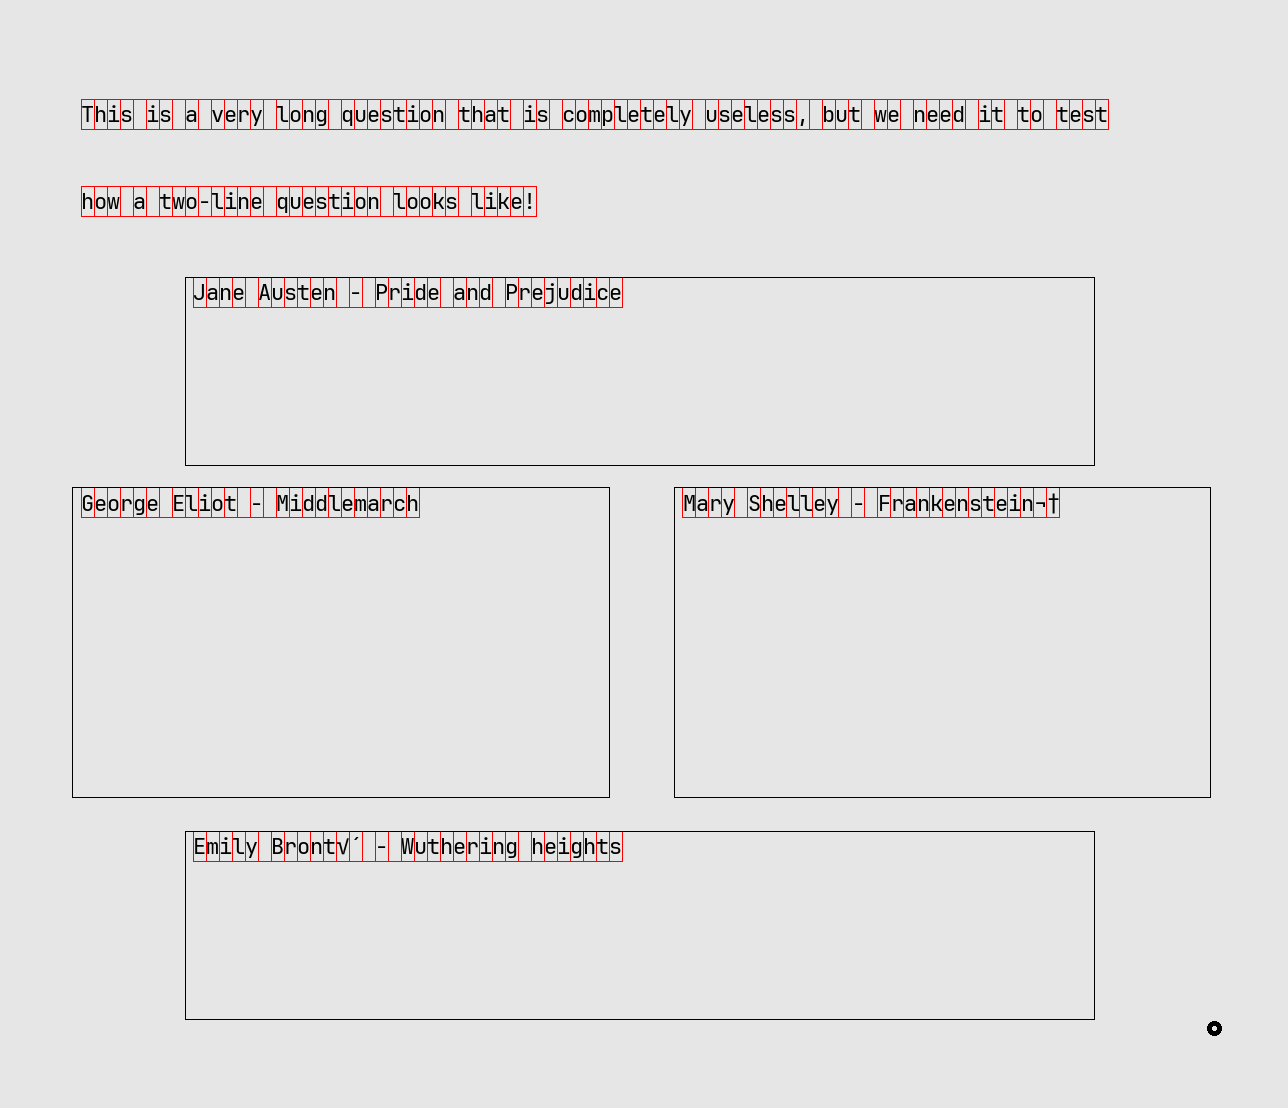 This is a very long question that is completely useless, but we need it to test
how a two-line question looks like!
Jane Austen - Pride and Prejudice
George Eliot - Middlemarch
Mary Shelley - Frankenstein¬†
Emily Bront√´ - Wuthering heights